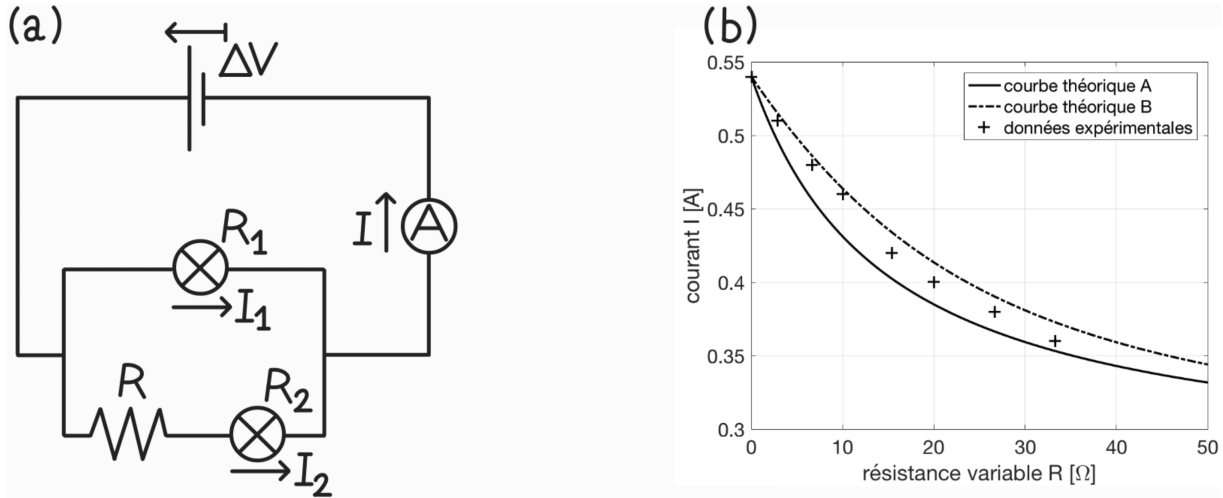 (a)
ΔV
R₁
I
A
I₁
R
R₂
I₂
(b)
0.55
0.5
0.45
0.4
0.35
0.3
courant I [A]
courbe théorique A
courbe théorique B
données expérimentales
0 10 20 30 40 50
résistance variable R [Ω]